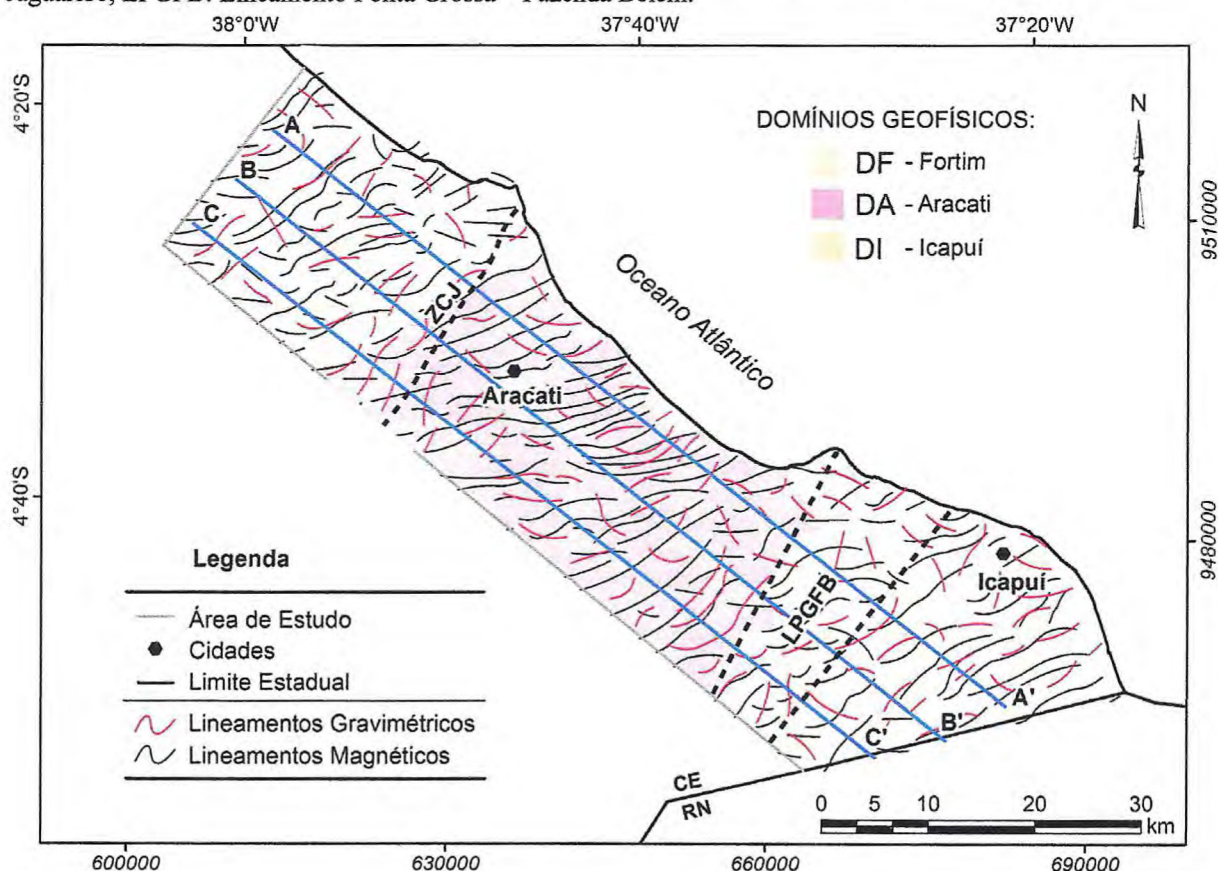 Jaguaribe; LPGFB: Lineamento Ponta Grossa – Fazenda Belém.
38°0'W
37°40'W
37°20'W
4°20'S
4°40'S
9510000
9480000
DOMÍNIOS GEOFÍSICOS:
DF - Fortim
DA - Aracati
DI - Icapuí
N
A
B
C
ZCJ
Oceano Atlântico
Aracati
Icapuí
LPGFB
A'
B'
C'
Legenda
Área de Estudo
Cidades
Limite Estadual
Lineamentos Gravimétricos
Lineamentos Magnéticos
CE
RN
0 5 10 20 30
km
600000
630000
660000
690000